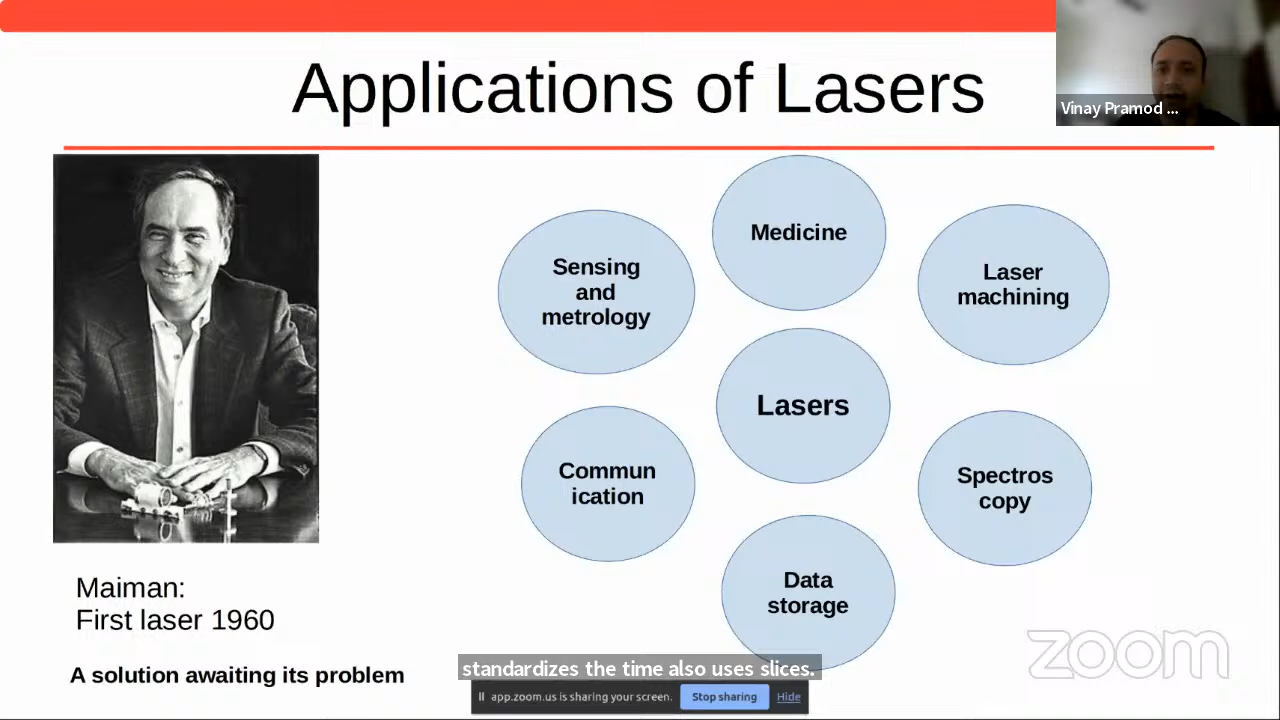 Applications of Lasers
Vinay Pramod ...
Medicine
Sensing
and
metrology
Laser
machining
Lasers
Commun
ication
Spectros
copy
Data
storage
Maiman:
First laser 1960
A solution awaiting its problem
zoom
standardizes the time also uses slices.
app.zoom.us is sharing your screen.
Stop sharing
Hide